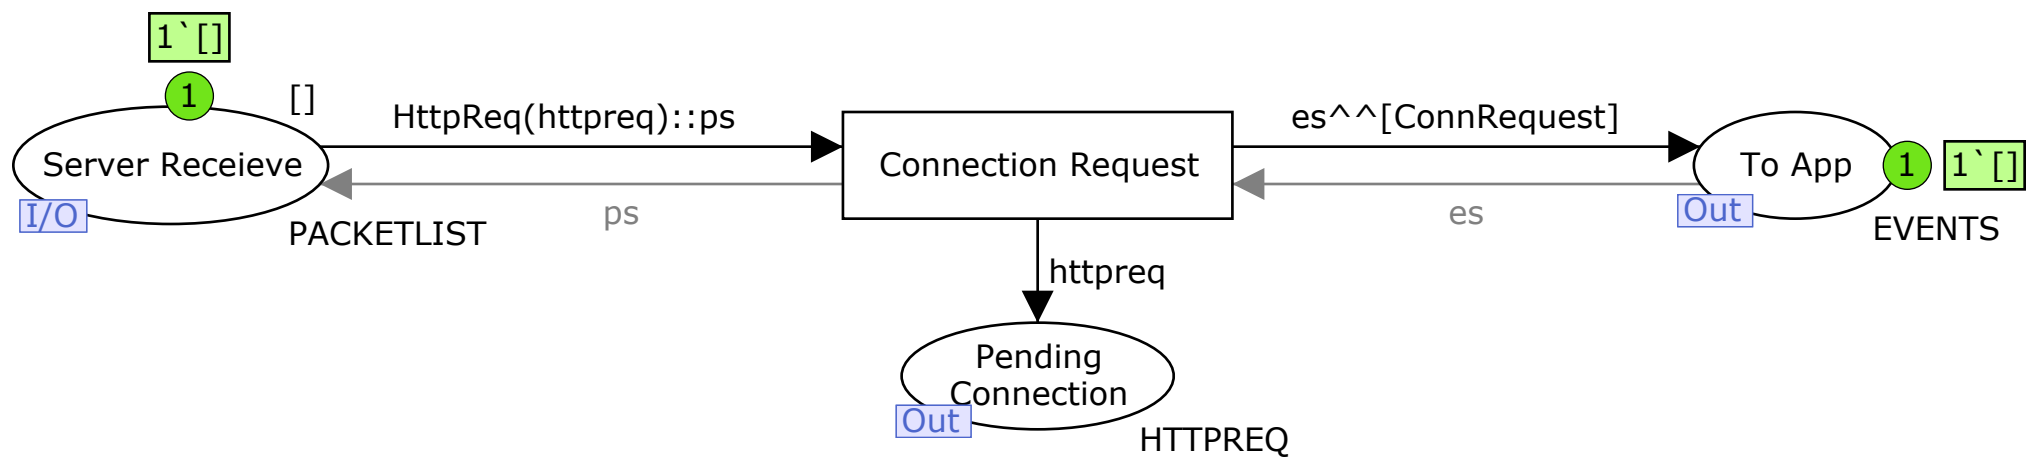 1`[]
1
[]
HttpReq(httpreq)::ps
es^^[ConnRequest]
Server Receieve
Connection Request
To App
1
1`[]
I/O
PACKETLIST
ps
es
Out
EVENTS
httpreq
Pending
Connection
Out
HTTPREQ